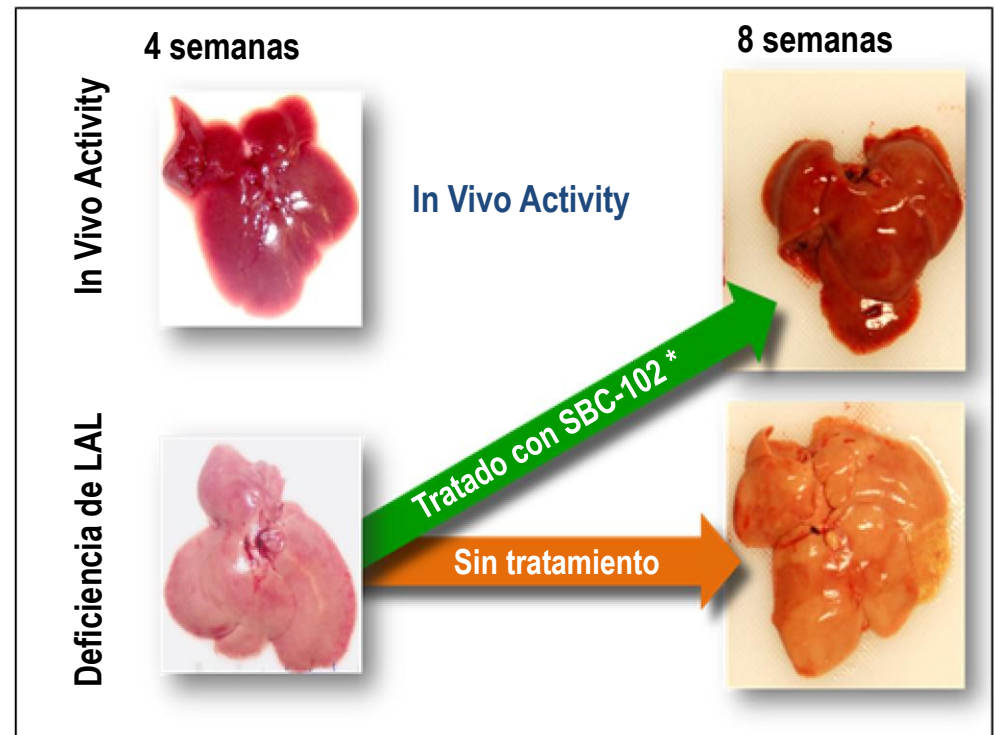 4 semanas
8 semanas
In Vivo Activity
In Vivo Activity
Tratado con SBC-102 *
Deficiencia de LAL
Sin tratamiento